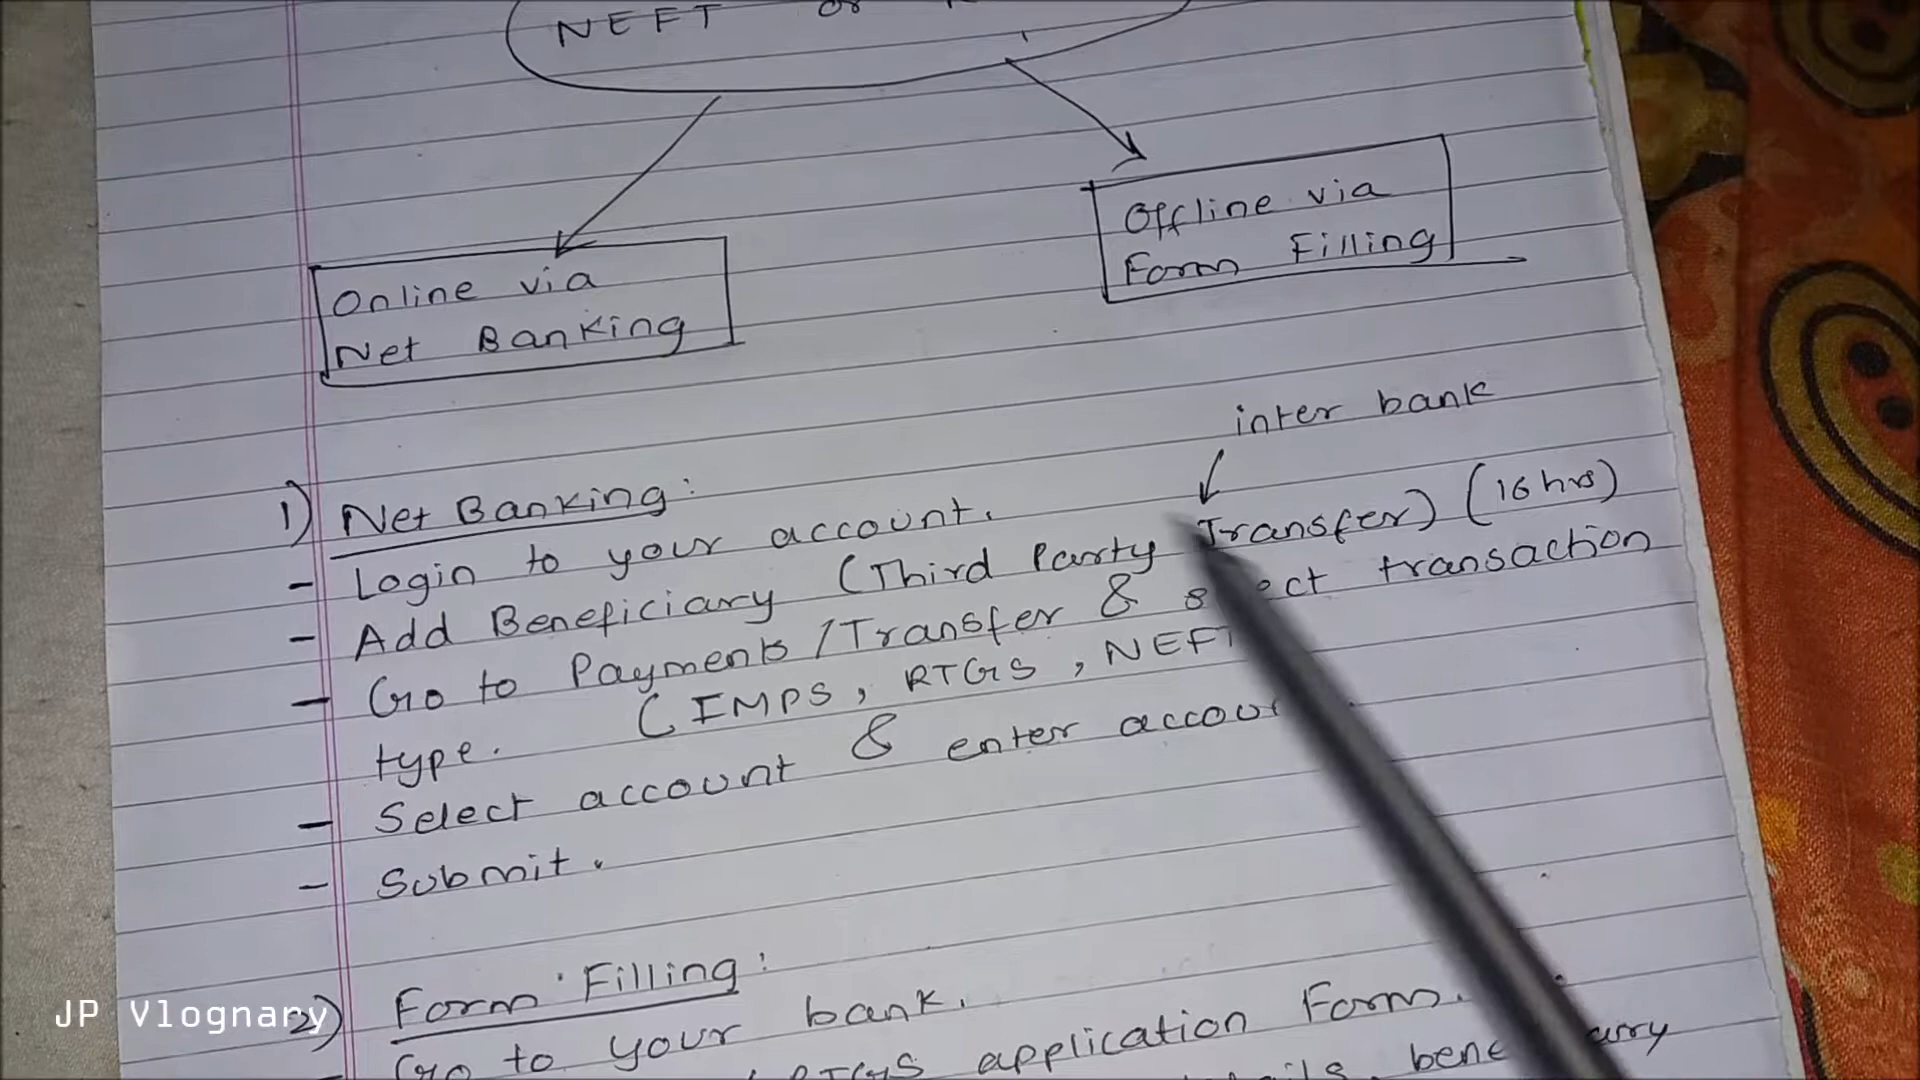 NEFT or
Offline via
Form Filling
Online via
Net Banking
inter bank
1) Net Banking:
- Login to your account.
- Add Beneficiary (Third Party Transfer) (16 hrs)
- Go to Payments / Transfer & transaction
type. (IMPS, RTGS, NEFT
- Select account & enter
- Submit.
2) Form Filling:
Go to your bank.
RTGS application Form.
JP Vlognary